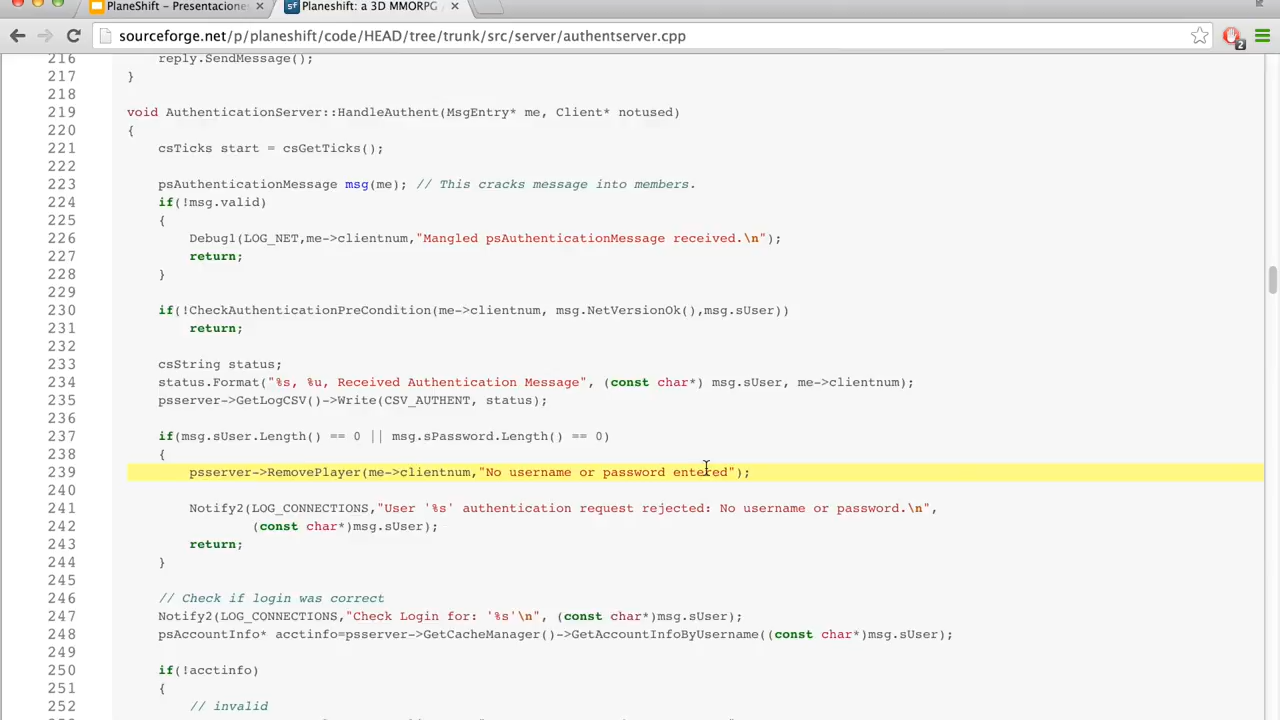 PlaneShift – Presentaciones
Planeshift: a 3D MMORPG
sourceforge.net/p/planeshift/code/HEAD/tree/trunk/src/server/authentserver.cpp
2
216 reply.SendMessage();
217 }
218
219 void AuthenticationServer::HandleAuthent(MsgEntry* me, Client* notused)
220 {
221 csTicks start = csGetTicks();
222
223 psAuthenticationMessage msg(me); // This cracks message into members.
224 if(!msg.valid)
225 {
226 Debug1(LOG_NET,me->clientnum,"Mangled psAuthenticationMessage received.\n");
227 return;
228 }
229
230 if(!CheckAuthenticationPreCondition(me->clientnum, msg.NetVersionOk(),msg.sUser))
231 return;
232
233 csString status;
234 status.Format("%s, %u, Received Authentication Message", (const char*) msg.sUser, me->clientnum);
235 psserver->GetLogCSV()->Write(CSV_AUTHENT, status);
236
237 if(msg.sUser.Length() == 0 || msg.sPassword.Length() == 0)
238 {
239 psserver->RemovePlayer(me->clientnum,"No username or password entered");
240
241 Notify2(LOG_CONNECTIONS,"User '%s' authentication request rejected: No username or password.\n",
242 (const char*)msg.sUser);
243 return;
244 }
245
246 // Check if login was correct
247 Notify2(LOG_CONNECTIONS,"Check Login for: '%s'\n", (const char*)msg.sUser);
248 psAccountInfo* acctinfo=psserver->GetCacheManager()->GetAccountInfoByUsername((const char*)msg.sUser);
249
250 if(!acctinfo)
251 {
252 // invalid